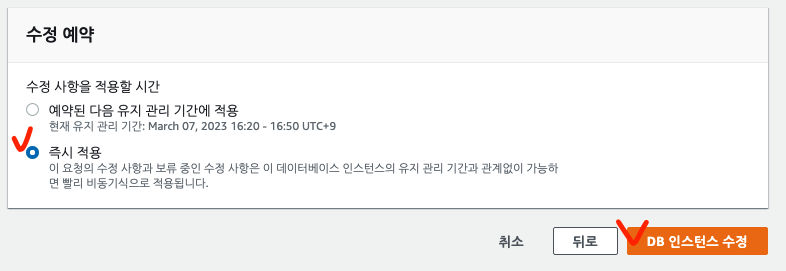 수정 예약
수정 사항을 적용할 시간
예약된 다음 유지 관리 기간에 적용
현재 유지 관리 기간: March 07, 2023 16:20 - 16:50 UTC+9
즉시 적용
이 요청의 수정 사항과 보류 중인 수정 사항은 이 데이터베이스 인스턴스의 유지 관리 기간과 관계없이 가능하
면 빨리 비동기식으로 적용됩니다.
취소 뒤로 DB 인스턴스 수정